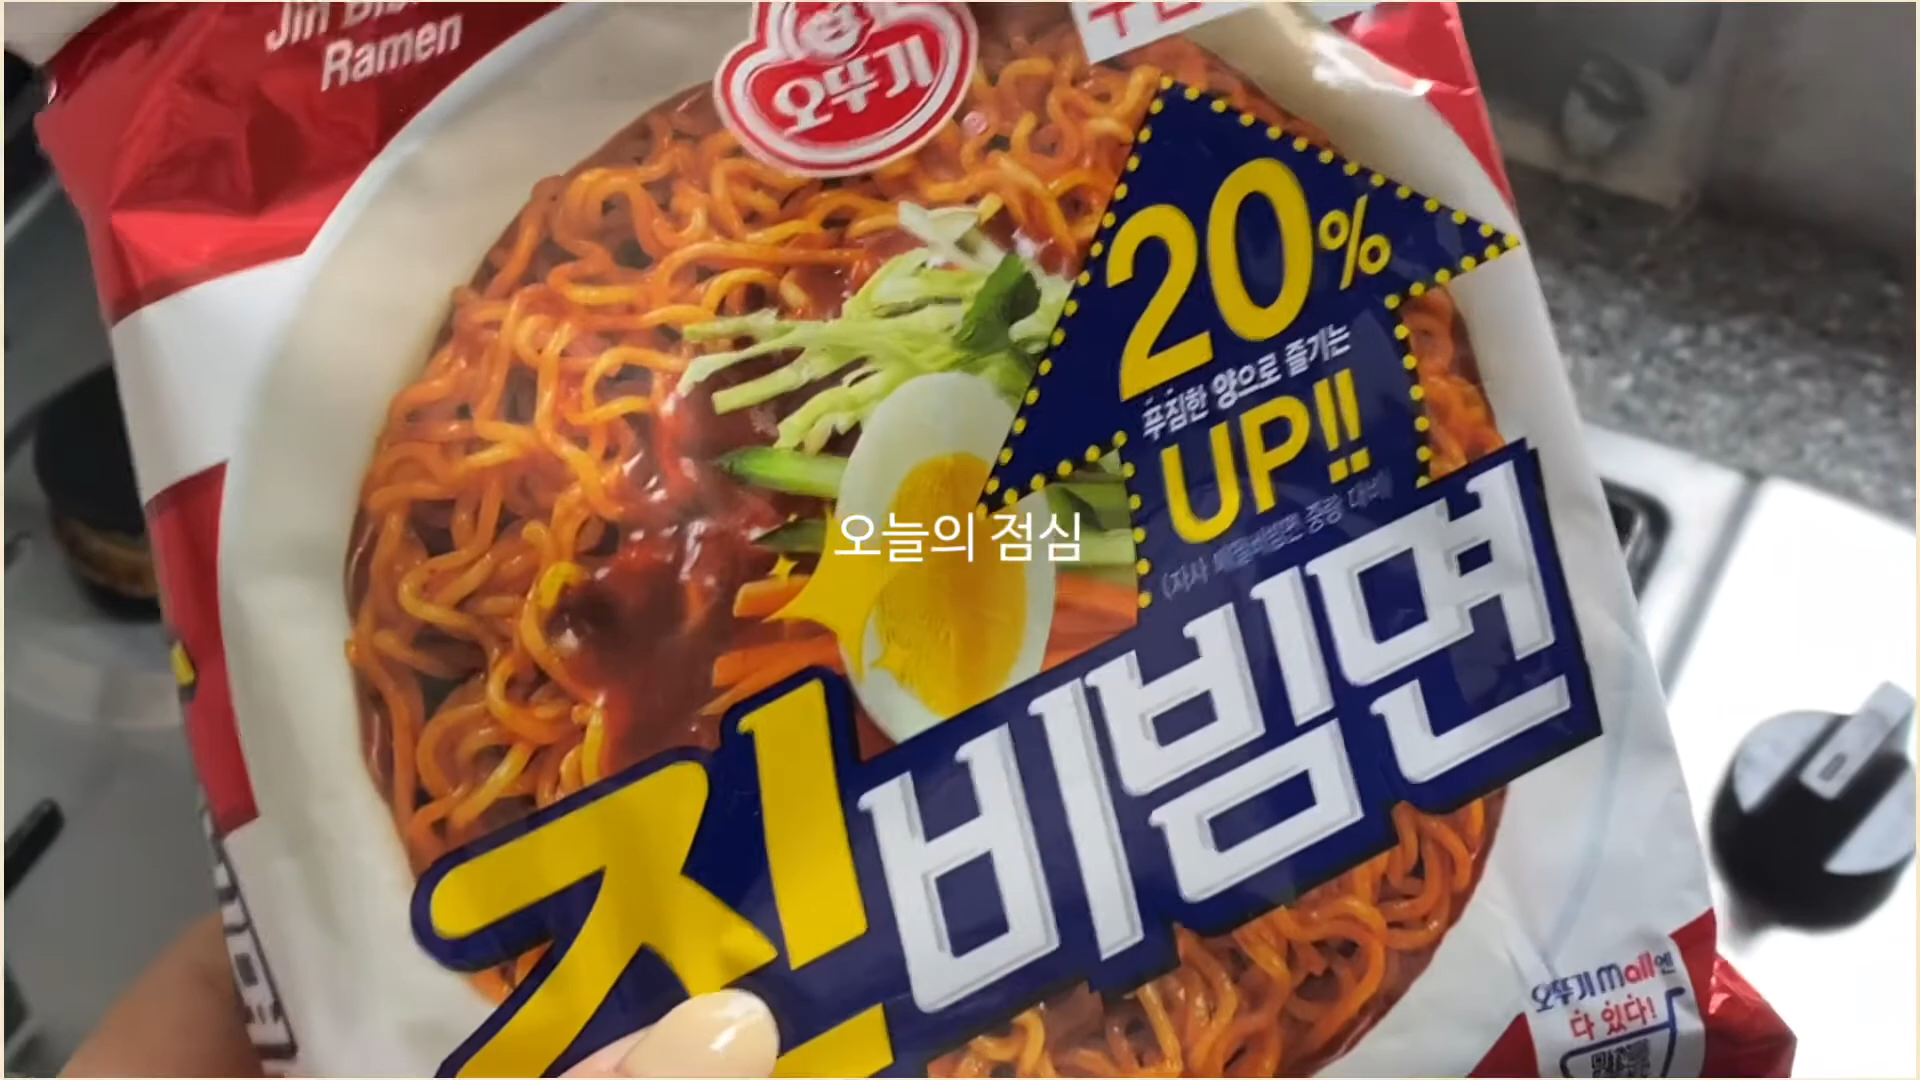 Ramen
오뚜기
20%
푸짐한 양으로 즐기는
UP!!
오늘의 점심
진비빔면
오뚜기 mall엔
다 있다!